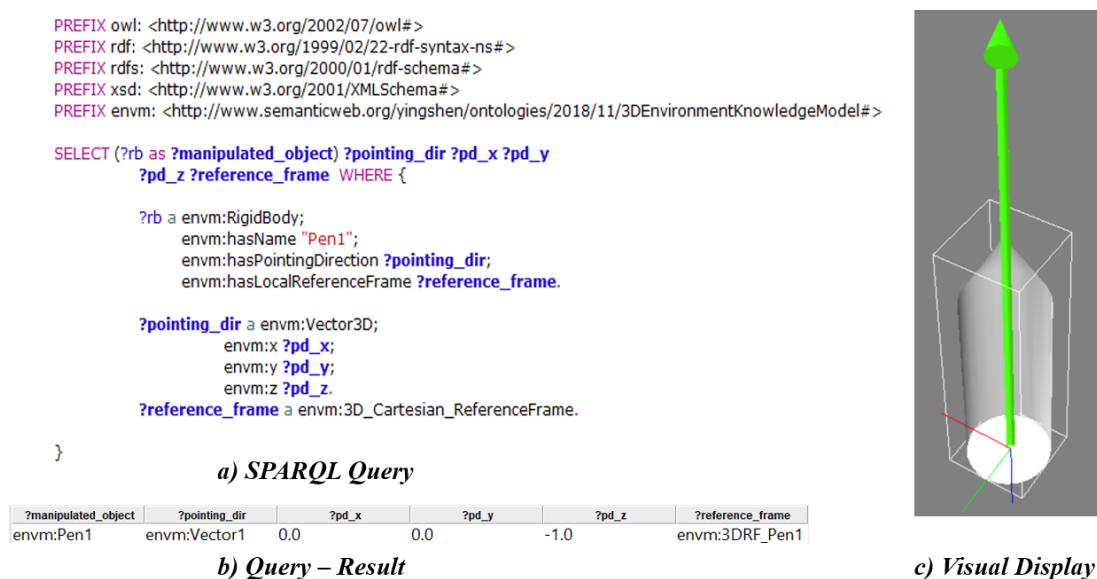 PREFIX owl: <http://www.w3.org/2002/07/owl#>
PREFIX rdf: <http://www.w3.org/1999/02/22-rdf-syntax-ns#>
PREFIX rdfs: <http://www.w3.org/2000/01/rdf-schema#>
PREFIX xsd: <http://www.w3.org/2001/XMLSchema#>
PREFIX envm: <http://www.semanticweb.org/yingshen/ontologies/2018/11/3DEnvironmentKnowledgeModel#>
SELECT (?rb as ?manipulated_object) ?pointing_dir ?pd_x ?pd_y
?pd_z ?reference_frame WHERE {
?rb a envm:RigidBody;
envm:hasName "Pen1";
envm:hasPointingDirection ?pointing_dir;
envm:hasLocalReferenceFrame ?reference_frame.
?pointing_dir a envm:Vector3D;
envm:x ?pd_x;
envm:y ?pd_y;
envm:z ?pd_z.
?reference_frame a envm:3D_Cartesian_ReferenceFrame.
}
a) SPARQL Query
?manipulated_object ?pointing_dir ?pd_x ?pd_y ?pd_z ?reference_frame
envm:Pen1 envm:Vector1 0.0 0.0 -1.0 envm:3DRF_Pen1
b) Query – Result
c) Visual Display